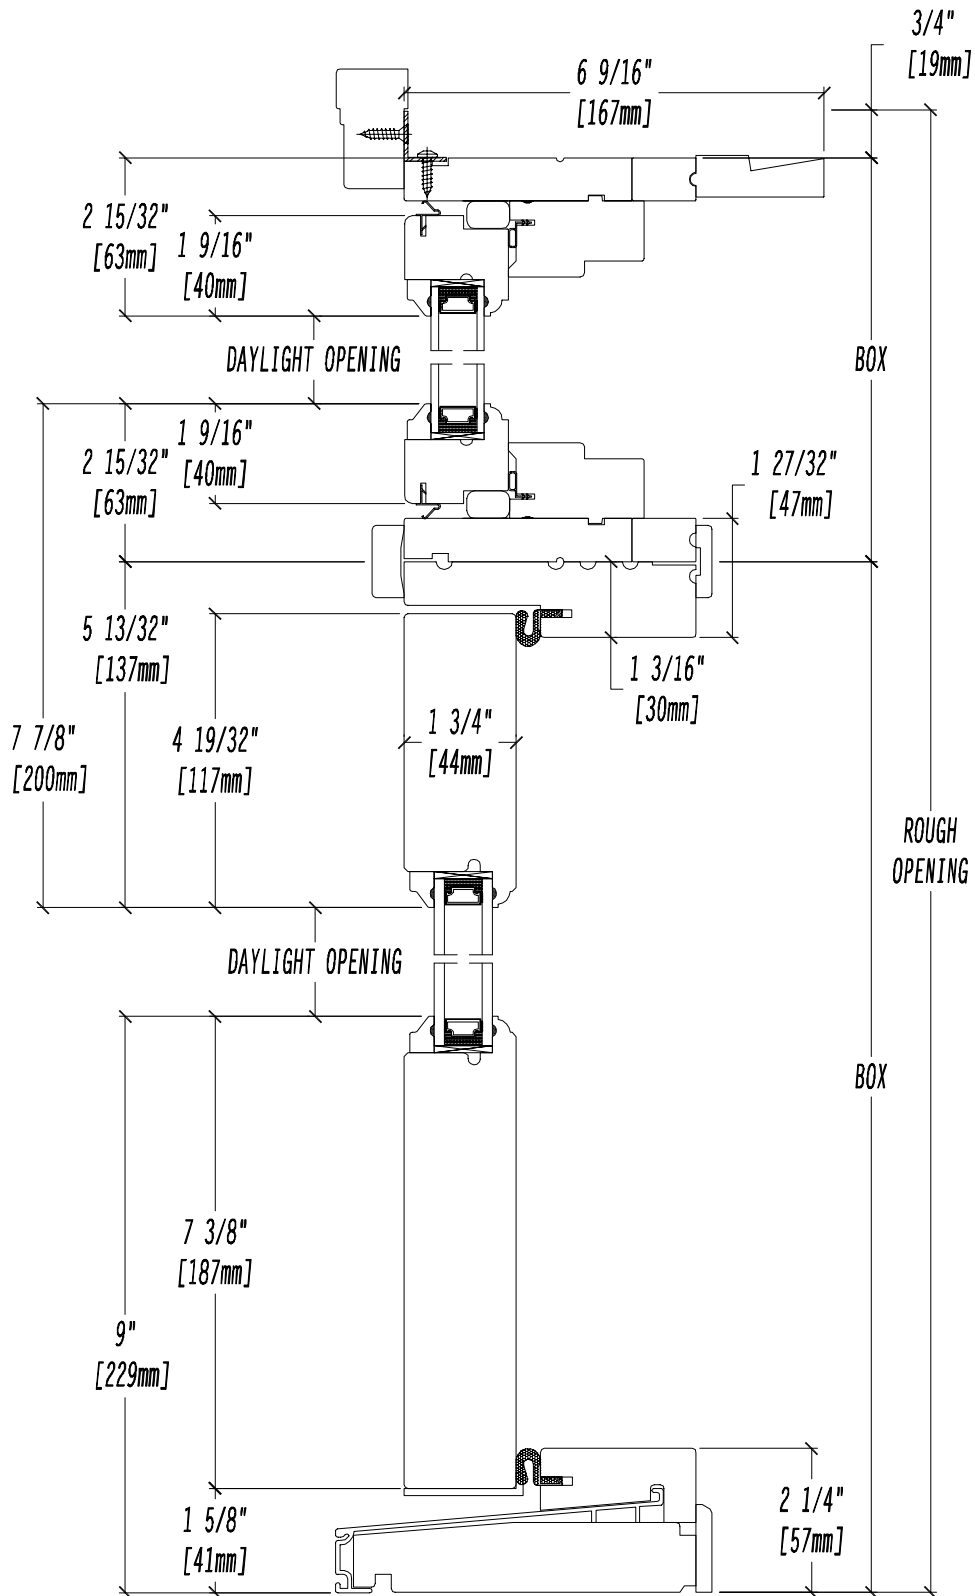 3/4"
[19mm]
6 9/16"
[167mm]
2 15/32"
[63mm]
1 9/16"
[40mm]
DAYLIGHT OPENING
BOX
1 9/16"
[40mm]
2 15/32"
[63mm]
1 27/32"
[47mm]
5 13/32"
[137mm]
1 3/16"
[30mm]
7 7/8"
[200mm]
4 19/32"
[117mm]
1 3/4"
[44mm]
ROUGH
OPENING
DAYLIGHT OPENING
BOX
7 3/8"
[187mm]
9"
[229mm]
2 1/4"
[57mm]
1 5/8"
[41mm]